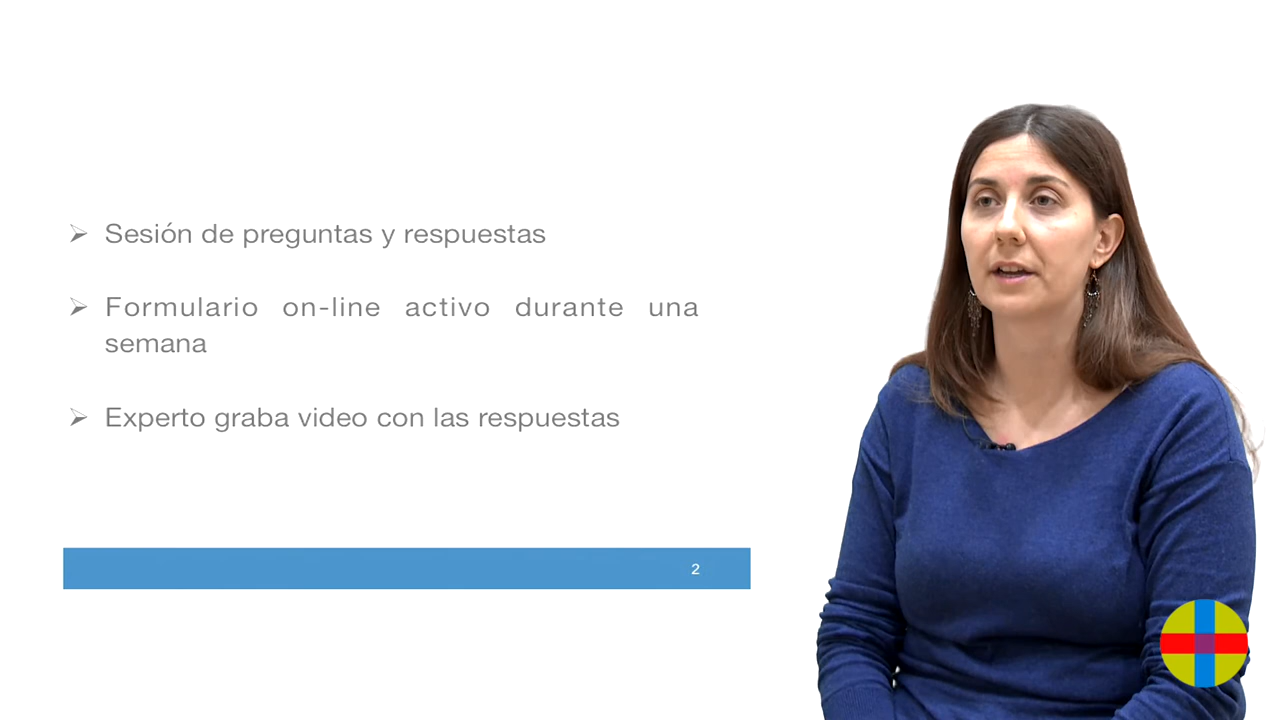 Sesión de preguntas y respuestas
Formulario on-line activo durante una
semana
Experto graba video con las respuestas
2